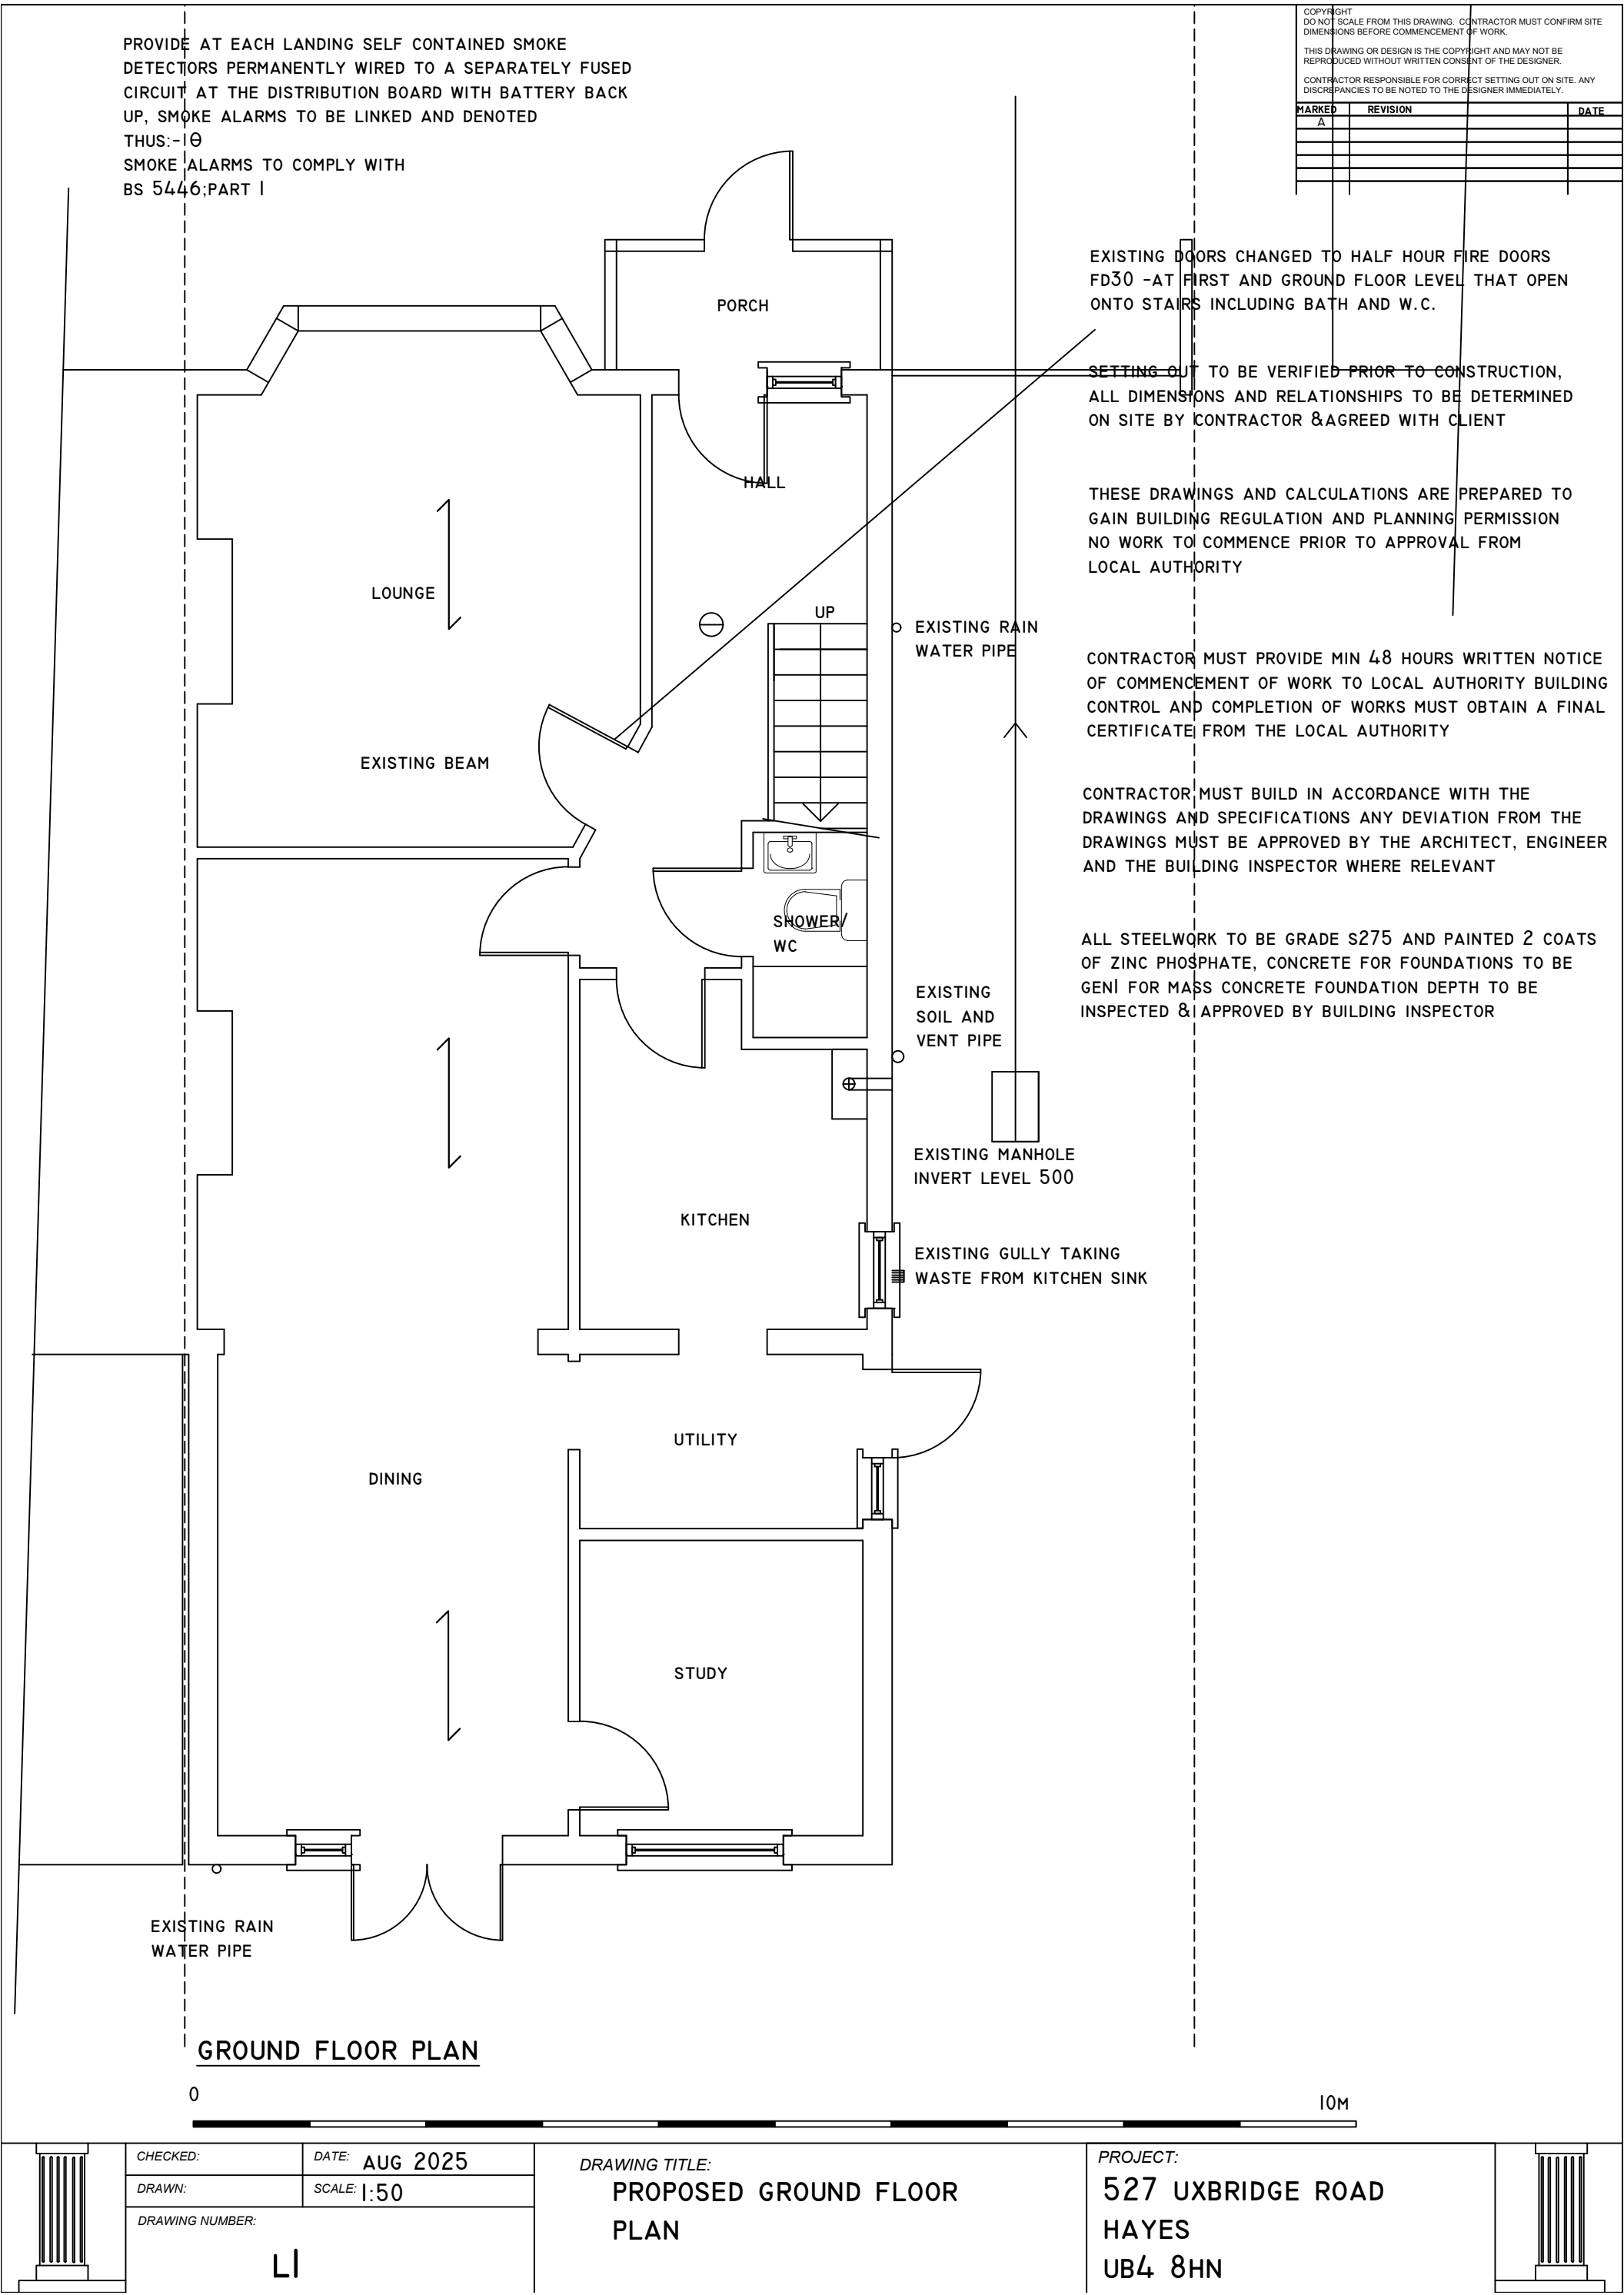 PROVIDE AT EACH LANDING SELF CONTAINED SMOKE
DETECTORS PERMANENTLY WIRED TO A SEPARATELY FUSED
CIRCUIT AT THE DISTRIBUTION BOARD WITH BATTERY BACK
UP, SMOKE ALARMS TO BE LINKED AND DENOTED
THUS:-
SMOKE ALARMS TO COMPLY WITH
BS 5446;PART 1
COPYRIGHT
DO NOT SCALE FROM THIS DRAWING. CONTRACTOR MUST CONFIRM SITE
DIMENSIONS BEFORE COMMENCEMENT OF WORK.
THIS DRAWING OR DESIGN IS THE COPYRIGHT AND MAY NOT BE
REPRODUCED WITHOUT WRITTEN CONSENT OF THE DESIGNER.
CONTRACTOR RESPONSIBLE FOR CORRECT SETTING OUT ON SITE. ANY
DISCREPANCIES TO BE NOTED TO THE DESIGNER IMMEDIATELY.
MARKED REVISION DATE
A
EXISTING DOORS CHANGED TO HALF HOUR FIRE DOORS
FD30 -AT FIRST AND GROUND FLOOR LEVEL THAT OPEN
ONTO STAIRS INCLUDING BATH AND W.C.
SETTING OUT TO BE VERIFIED PRIOR TO CONSTRUCTION,
ALL DIMENSIONS AND RELATIONSHIPS TO BE DETERMINED
ON SITE BY CONTRACTOR &AGREED WITH CLIENT
THESE DRAWINGS AND CALCULATIONS ARE PREPARED TO
GAIN BUILDING REGULATION AND PLANNING PERMISSION
NO WORK TO COMMENCE PRIOR TO APPROVAL FROM
LOCAL AUTHORITY
CONTRACTOR MUST PROVIDE MIN 48 HOURS WRITTEN NOTICE
OF COMMENCEMENT OF WORK TO LOCAL AUTHORITY BUILDING
CONTROL AND COMPLETION OF WORKS MUST OBTAIN A FINAL
CERTIFICATE FROM THE LOCAL AUTHORITY
CONTRACTOR MUST BUILD IN ACCORDANCE WITH THE
DRAWINGS AND SPECIFICATIONS ANY DEVIATION FROM THE
DRAWINGS MUST BE APPROVED BY THE ARCHITECT, ENGINEER
AND THE BUILDING INSPECTOR WHERE RELEVANT
ALL STEELWORK TO BE GRADE S275 AND PAINTED 2 COATS
OF ZINC PHOSPHATE, CONCRETE FOR FOUNDATIONS TO BE
GEN1 FOR MASS CONCRETE FOUNDATION DEPTH TO BE
INSPECTED & APPROVED BY BUILDING INSPECTOR
PORCH
HALL
LOUNGE
UP
EXISTING RAIN
WATER PIPE
EXISTING BEAM
SHOWER/
WC
EXISTING
SOIL AND
VENT PIPE
EXISTING MANHOLE
INVERT LEVEL 500
KITCHEN
EXISTING GULLY TAKING
WASTE FROM KITCHEN SINK
UTILITY
DINING
STUDY
EXISTING RAIN
WATER PIPE
GROUND FLOOR PLAN
0
10M
CHECKED:
DATE: AUG 2025
DRAWN:
SCALE: 1:50
DRAWING NUMBER:
L1
DRAWING TITLE:
PROPOSED GROUND FLOOR
PLAN
PROJECT:
527 UXBRIDGE ROAD
HAYES
UB4 8HN